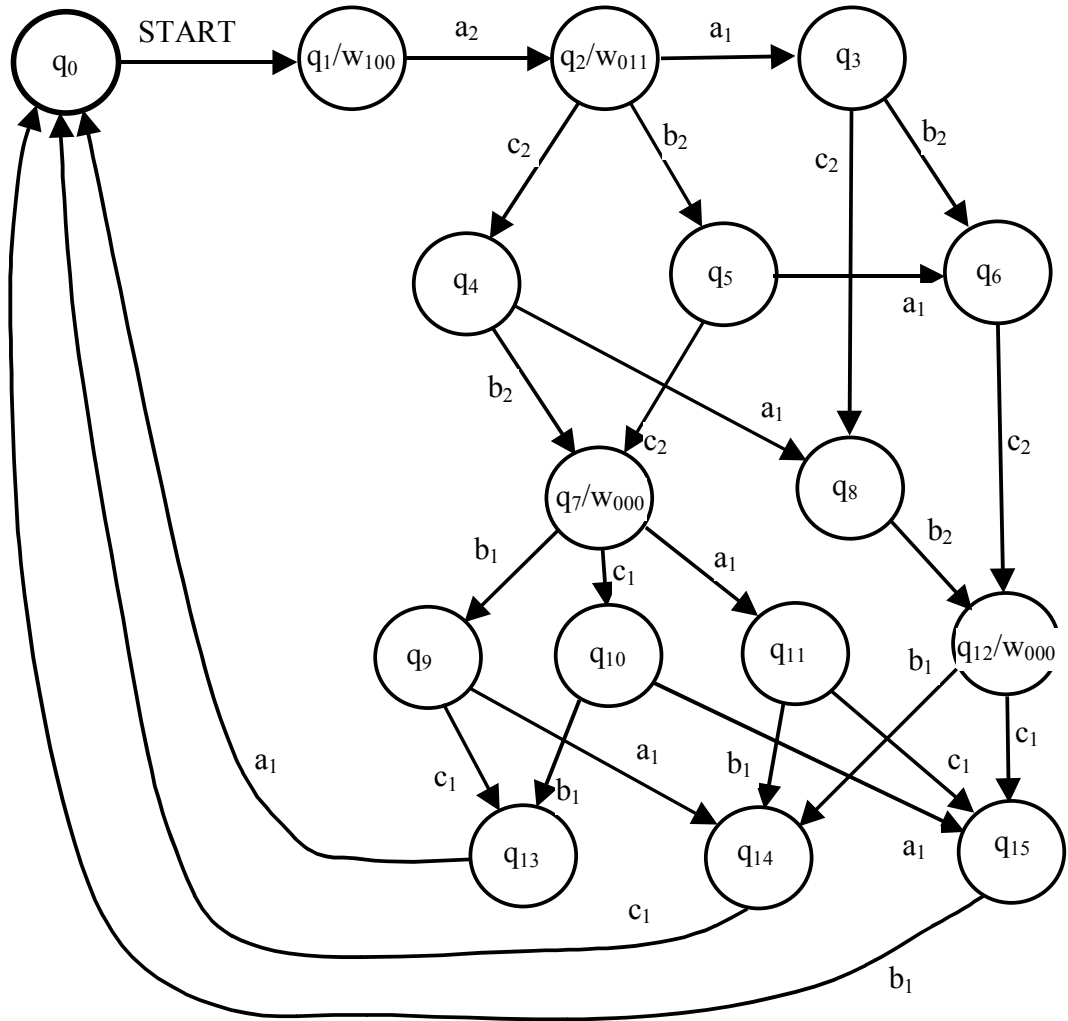 START
a₂
a₁
q₀
q₁/w₁₀₀
q₂/w₀₁₁
q₃
c₂
b₂
c₂
b₂
q₄
q₅
q₆
a₁
b₂
a₁
c₂
c₂
q₇/w₀₀₀
q₈
b₂
b₁
c₁
a₁
q₉
q₁₀
q₁₁
b₁
q₁₂/w₀₀₀
c₁
a₁
c₁
b₁
a₁
b₁
c₁
a₁
q₁₃
q₁₄
q₁₅
c₁
b₁